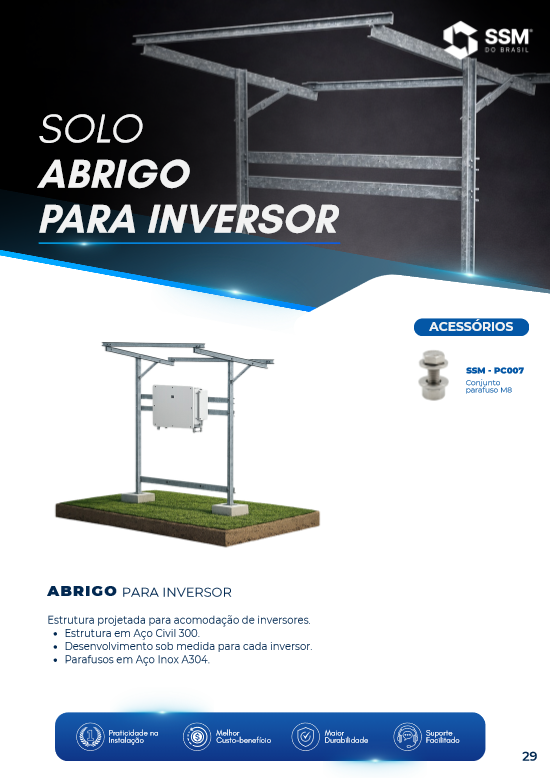 SSM
DO BRASIL
SOLO
ABRIGO
PARA INVERSOR
ACESSÓRIOS
SSM - PC007
Conjunto
parafuso M8
ABRIGO PARA INVERSOR
Estrutura projetada para acomodação de inversores.
• Estrutura em Aço Civil 300.
• Desenvolvimento sob medida para cada inversor.
• Parafusos em Aço Inox A304.
1
Praticidade na
Instalação
$
Melhor
Custo-benefício
Maior
Durabilidade
Suporte
Facilitado
29